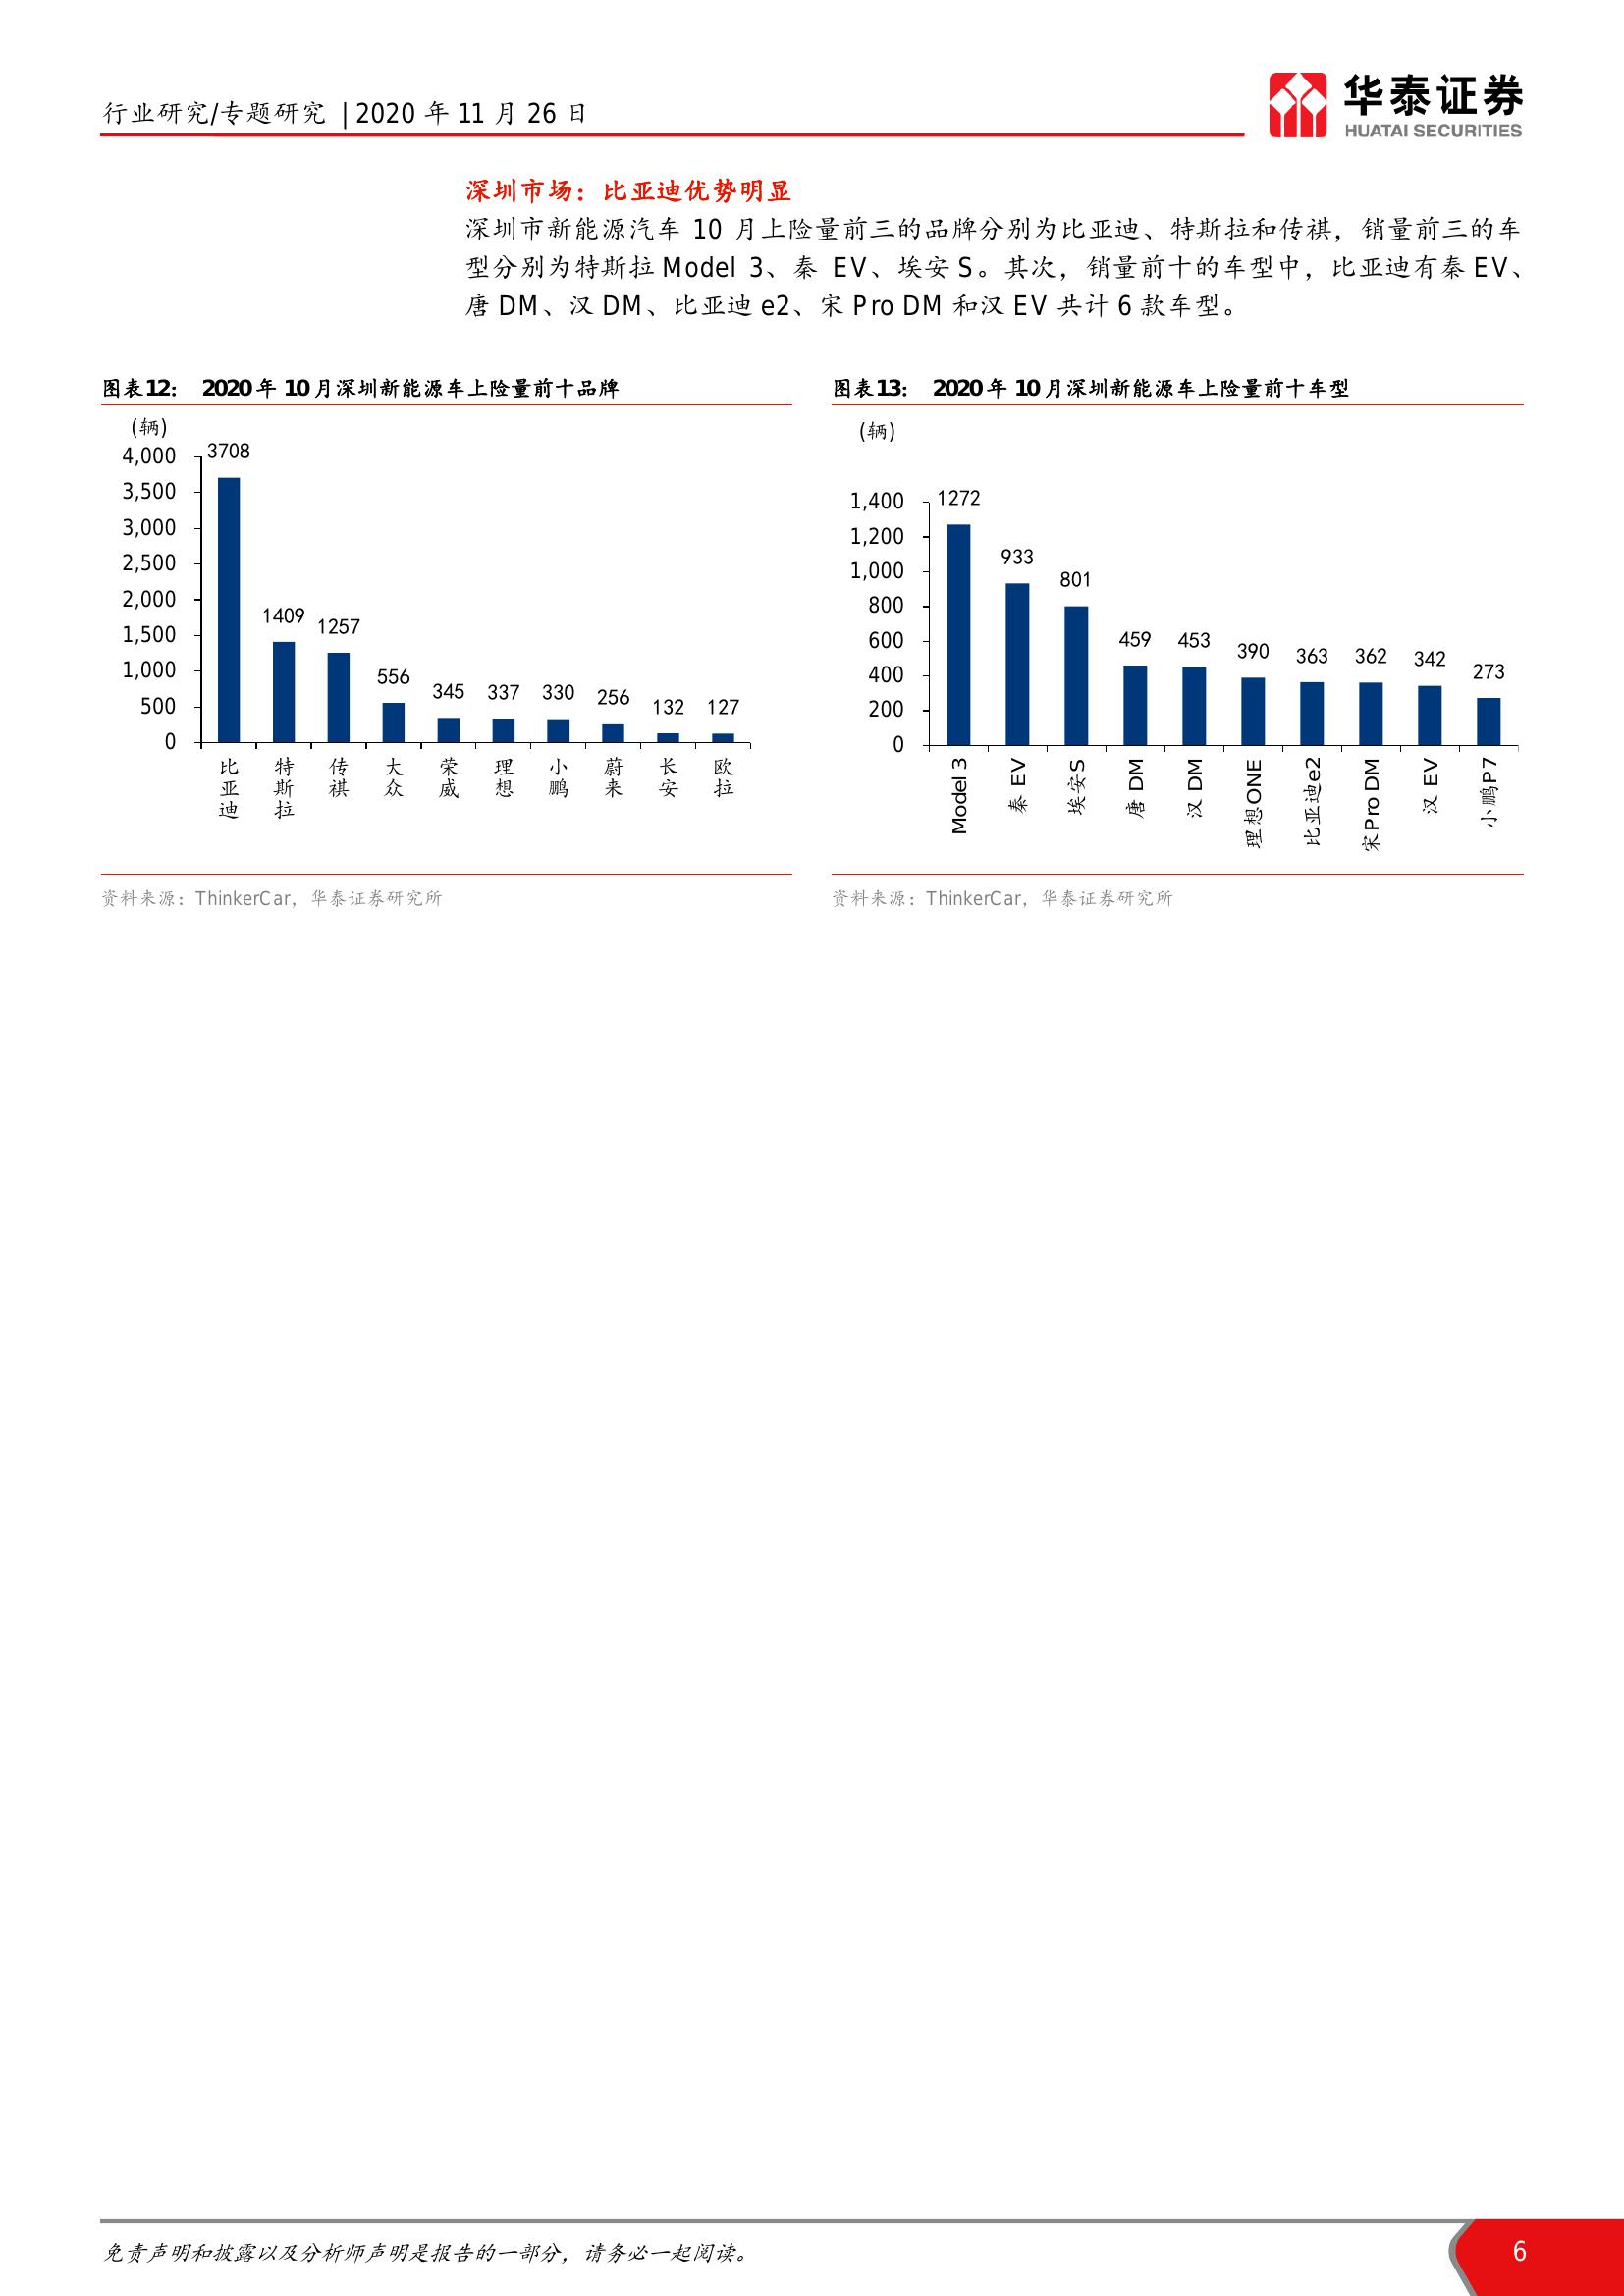 行业研究/专题研究 | 2020 年 11 月 26 日
华泰证券
HUATAI SECURITIES
深圳市场：比亚迪优势明显
深圳市新能源汽车 10 月上险量前三的品牌分别为比亚迪、特斯拉和传祺，销量前三的车
型分别为特斯拉 Model 3、秦 EV、埃安 S。其次，销量前十的车型中，比亚迪有秦 EV、
唐 DM、汉 DM、比亚迪 e2、宋 Pro DM 和汉 EV 共计 6 款车型。
图表12： 2020 年 10 月深圳新能源车上险量前十品牌
(辆)
4,000
3,500
3,000
2,500
2,000
1,500
1,000
500
0
3708
1409
1257
556
345
337
330
256
132
127
比亚迪
特斯拉
传祺
大众
荣威
理想
小鹏
蔚来
长安
欧拉
资料来源：ThinkerCar，华泰证券研究所
图表13： 2020 年 10 月深圳新能源车上险量前十车型
(辆)
1,400
1,200
1,000
800
600
400
200
0
1272
933
801
459
453
390
363
362
342
273
Model 3
秦 EV
埃安S
唐 DM
汉 DM
理想ONE
比亚迪e2
宋Pro DM
汉 EV
小鹏P7
资料来源：ThinkerCar，华泰证券研究所
免责声明和披露以及分析师声明是报告的一部分，请务必一起阅读。
6